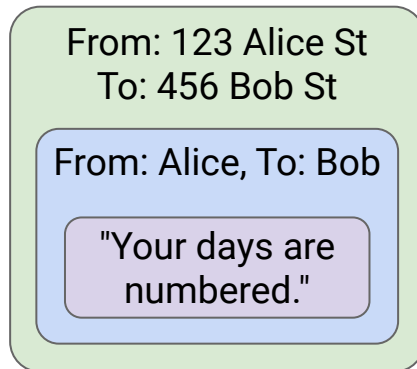 From: 123 Alice St
To: 456 Bob St
From: Alice, To: Bob
"Your days are
numbered."